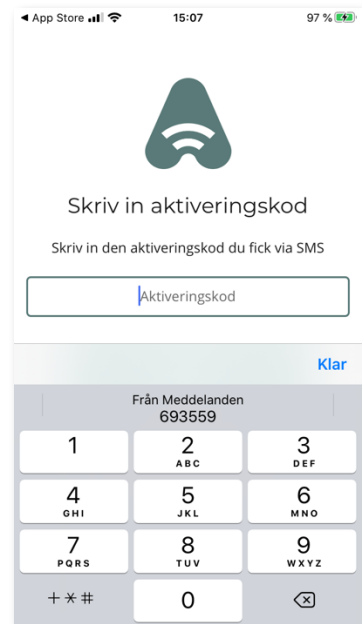 ◀ App Store 15:07 97 %
Skriv in aktiveringskod
Skriv in den aktiveringskod du fick via SMS
Aktiveringskod
Klar
Från Meddelanden
693559
1 2 3
ABC DEF
4 5 6
GHI JKL MNO
7 8 9
PQRS TUV WXYZ
+*# 0